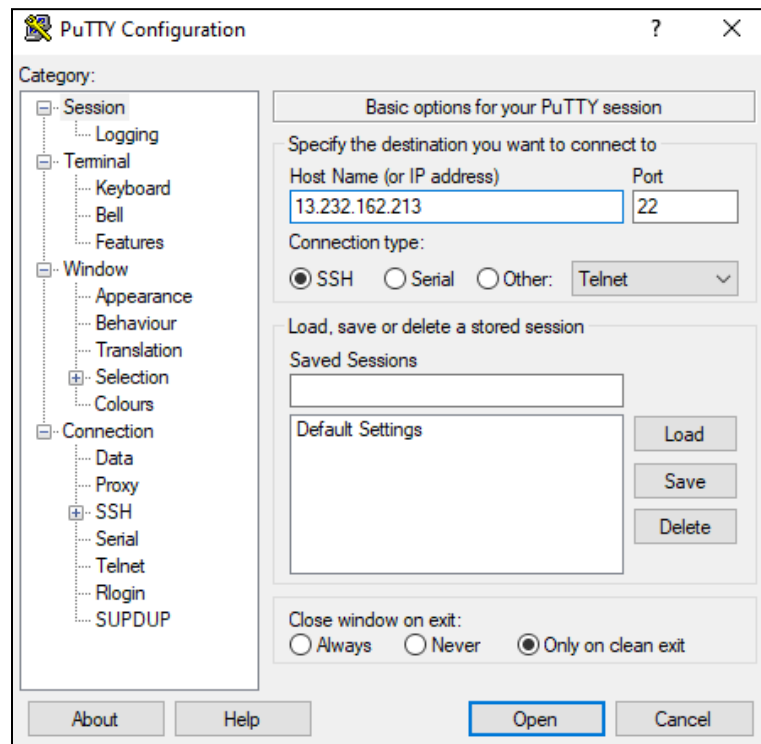 PuTTY Configuration
?
Category:
Session
Logging
Terminal
Keyboard
Bell
Features
Window
Appearance
Behaviour
Translation
Selection
Colours
Connection
Data
Proxy
SSH
Serial
Telnet
Rlogin
SUPDUP
Basic options for your PuTTY session
Specify the destination you want to connect to
Host Name (or IP address) Port
13.232.162.213 22
Connection type:
SSH Serial Other: Telnet
Load, save or delete a stored session
Saved Sessions
Default Settings
Load
Save
Delete
Close window on exit:
Always Never Only on clean exit
About Help Open Cancel